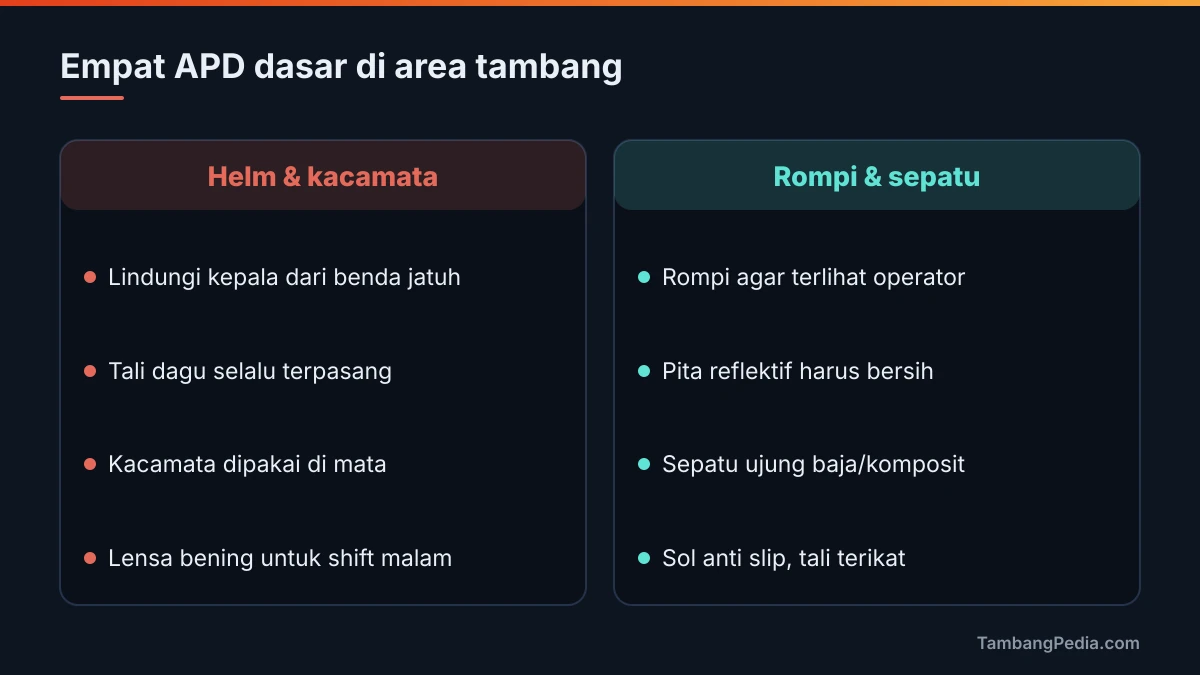 Empat APD dasar di area tambang
Helm & kacamata
Lindungi kepala dari benda jatuh
Tali dagu selalu terpasang
Kacamata dipakai di mata
Lensa bening untuk shift malam
Rompi & sepatu
Rompi agar terlihat operator
Pita reflektif harus bersih
Sepatu ujung baja/komposit
Sol anti slip, tali terikat
TambangPedia.com